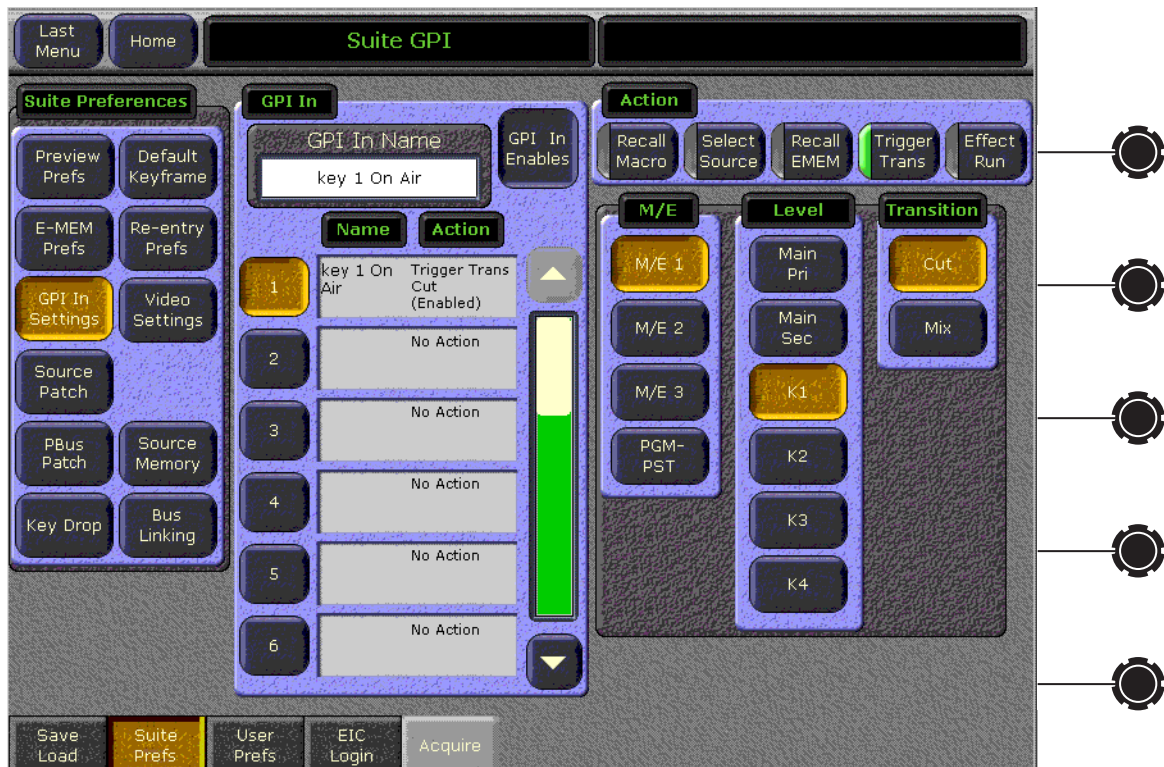 Last
Menu
Home
Suite GPI
Suite Preferences
Preview
Prefs
Default
Keyframe
E-MEM
Prefs
Re-entry
Prefs
GPI In
Settings
Video
Settings
Source
Patch
PBus
Patch
Source
Memory
Key Drop
Bus
Linking
GPI In
GPI In Name
key 1 On Air
GPI In
Enables
Name
Action
1
key 1 On
Air
Trigger Trans
Cut
(Enabled)
2
No Action
3
No Action
4
No Action
5
No Action
6
No Action
Action
Recall
Macro
Select
Source
Recall
EMEM
Trigger
Trans
Effect
Run
M/E
M/E 1
M/E 2
M/E 3
PGM-
PST
Level
Main
Pri
Main
Sec
K1
K2
K3
K4
Transition
Cut
Mix
Save
Load
Suite
Prefs
User
Prefs
EIC
Login
Acquire